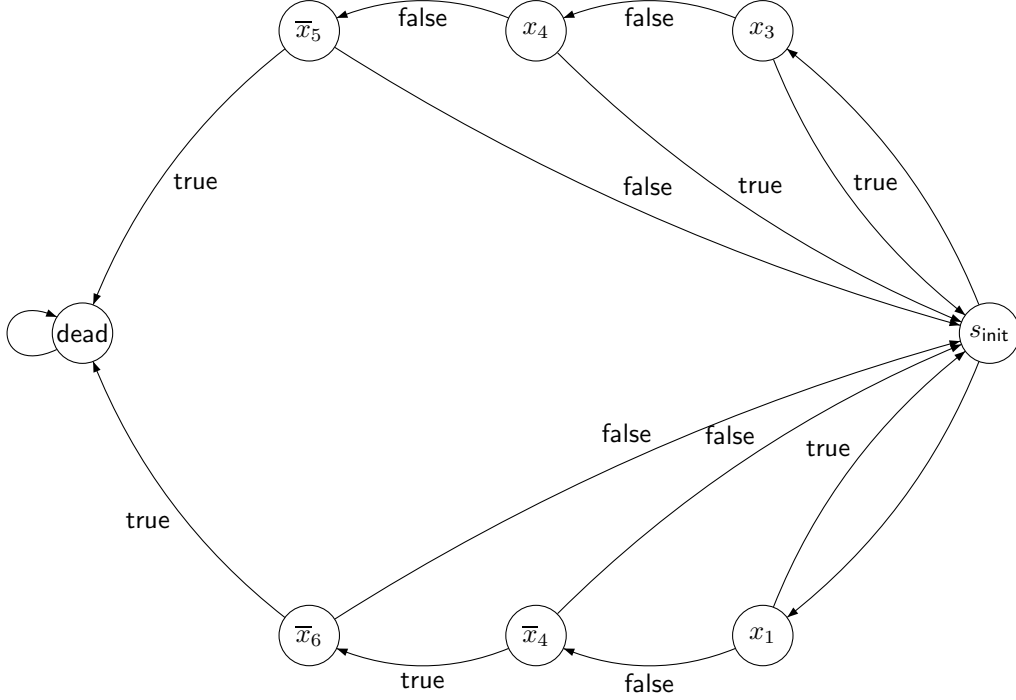 x̅₅ false x₄ false x₃
true
false
true
true
dead
s_init
false
false
true
true
x̅₆ true x̅₄ false x₁